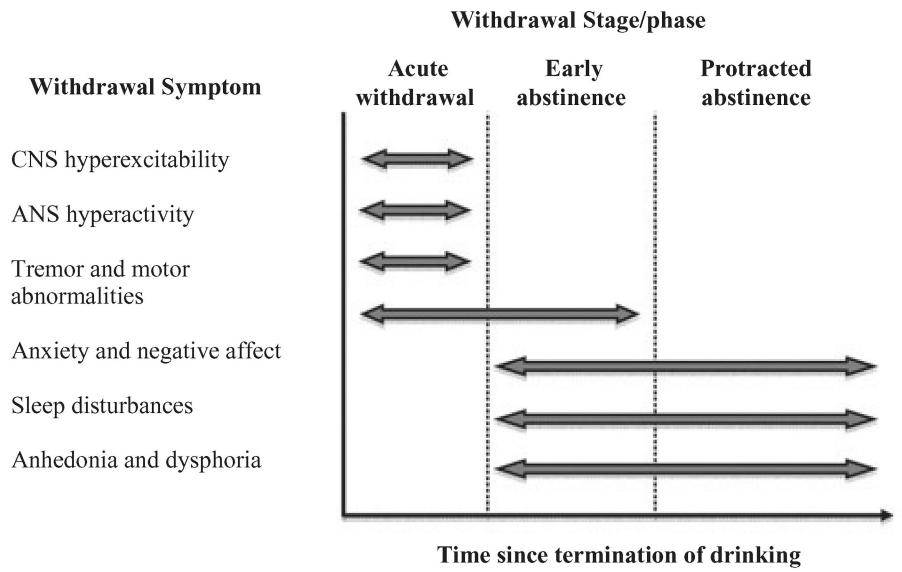 Withdrawal Stage/phase
Withdrawal Symptom
Acute
withdrawal
Early
abstinence
Protracted
abstinence
CNS hyperexcitability
ANS hyperactivity
Tremor and motor
abnormalities
Anxiety and negative affect
Sleep disturbances
Anhedonia and dysphoria
Time since termination of drinking